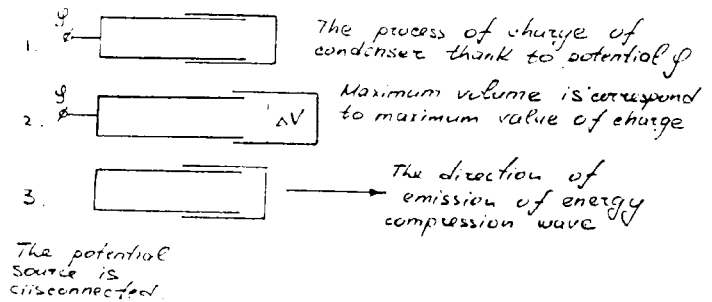 1.
φ
The process of charge of
condenser thank to potential φ
2.
φ
ΔV
Maximum volume is correspond
to maximum value of charge
3.
The direction of
emission of energy
compression wave
The potential
source is
disconnected.